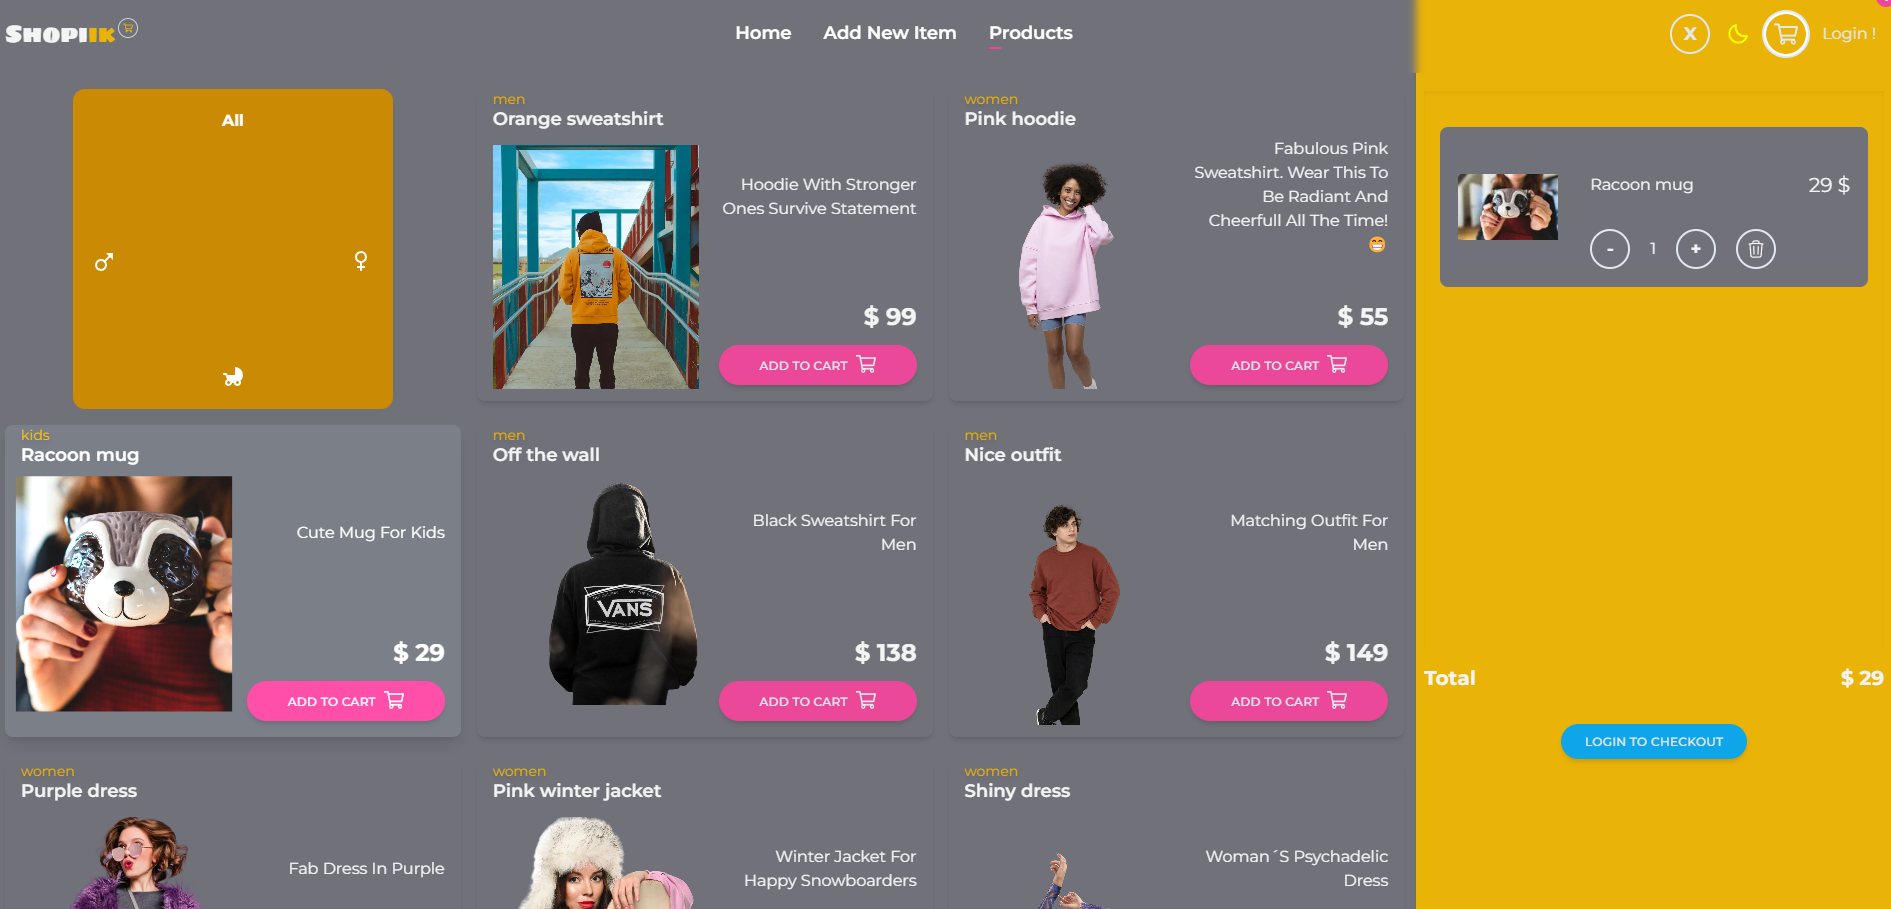 SHOPIIK
Home
Add New Item
Products
X
Login !
All
men
Orange sweatshirt
Hoodie With Stronger
Ones Survive Statement
$ 99
ADD TO CART
women
Pink hoodie
Fabulous Pink
Sweatshirt. Wear This To
Be Radiant And
Cheerfull All The Time!
😁
$ 55
ADD TO CART
Racoon mug
29 $
- 1 +
kids
Racoon mug
Cute Mug For Kids
$ 29
ADD TO CART
men
Off the wall
Black Sweatshirt For
Men
VANS
$ 138
ADD TO CART
men
Nice outfit
Matching Outfit For
Men
$ 149
ADD TO CART
Total
$ 29
LOGIN TO CHECKOUT
women
Purple dress
Fab Dress In Purple
women
Pink winter jacket
Winter Jacket For
Happy Snowboarders
women
Shiny dress
Woman´S Psychadelic
Dress